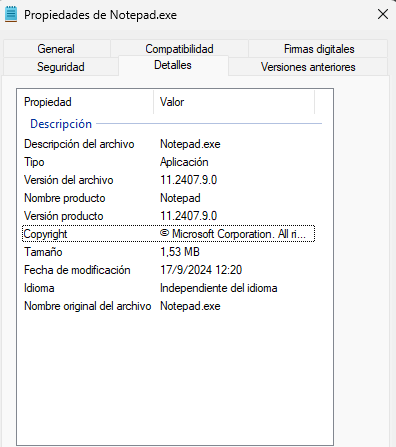 Propiedades de Notepad.exe
General Compatibilidad Firmas digitales
Seguridad Detalles Versiones anteriores
Propiedad Valor
Descripción
Descripción del archivo Notepad.exe
Tipo Aplicación
Versión del archivo 11.2407.9.0
Nombre producto Notepad
Versión producto 11.2407.9.0
Copyright © Microsoft Corporation. All ri...
Tamaño 1,53 MB
Fecha de modificación 17/9/2024 12:20
Idioma Independiente del idioma
Nombre original del archivo Notepad.exe